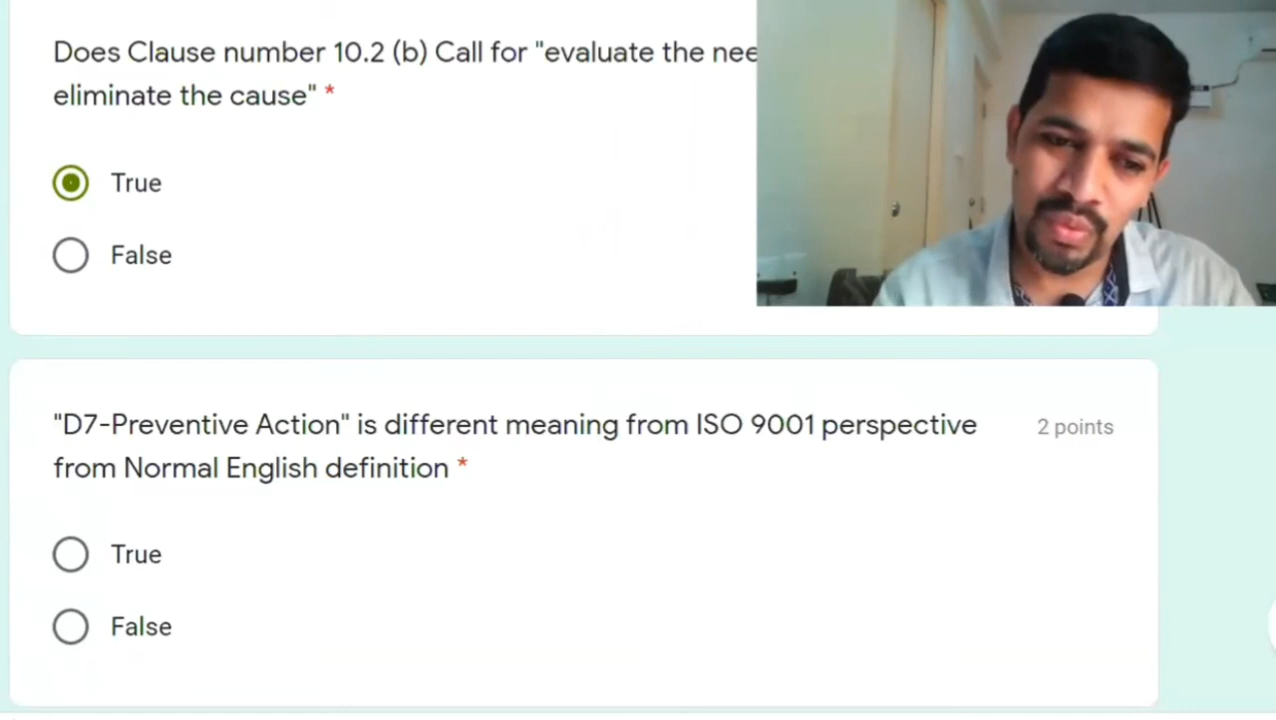 Does Clause number 10.2 (b) Call for "evaluate the
eliminate the cause" *
True
False
"D7-Preventive Action" is different meaning from ISO 9001 perspective
2 points
from Normal English definition *
True
False